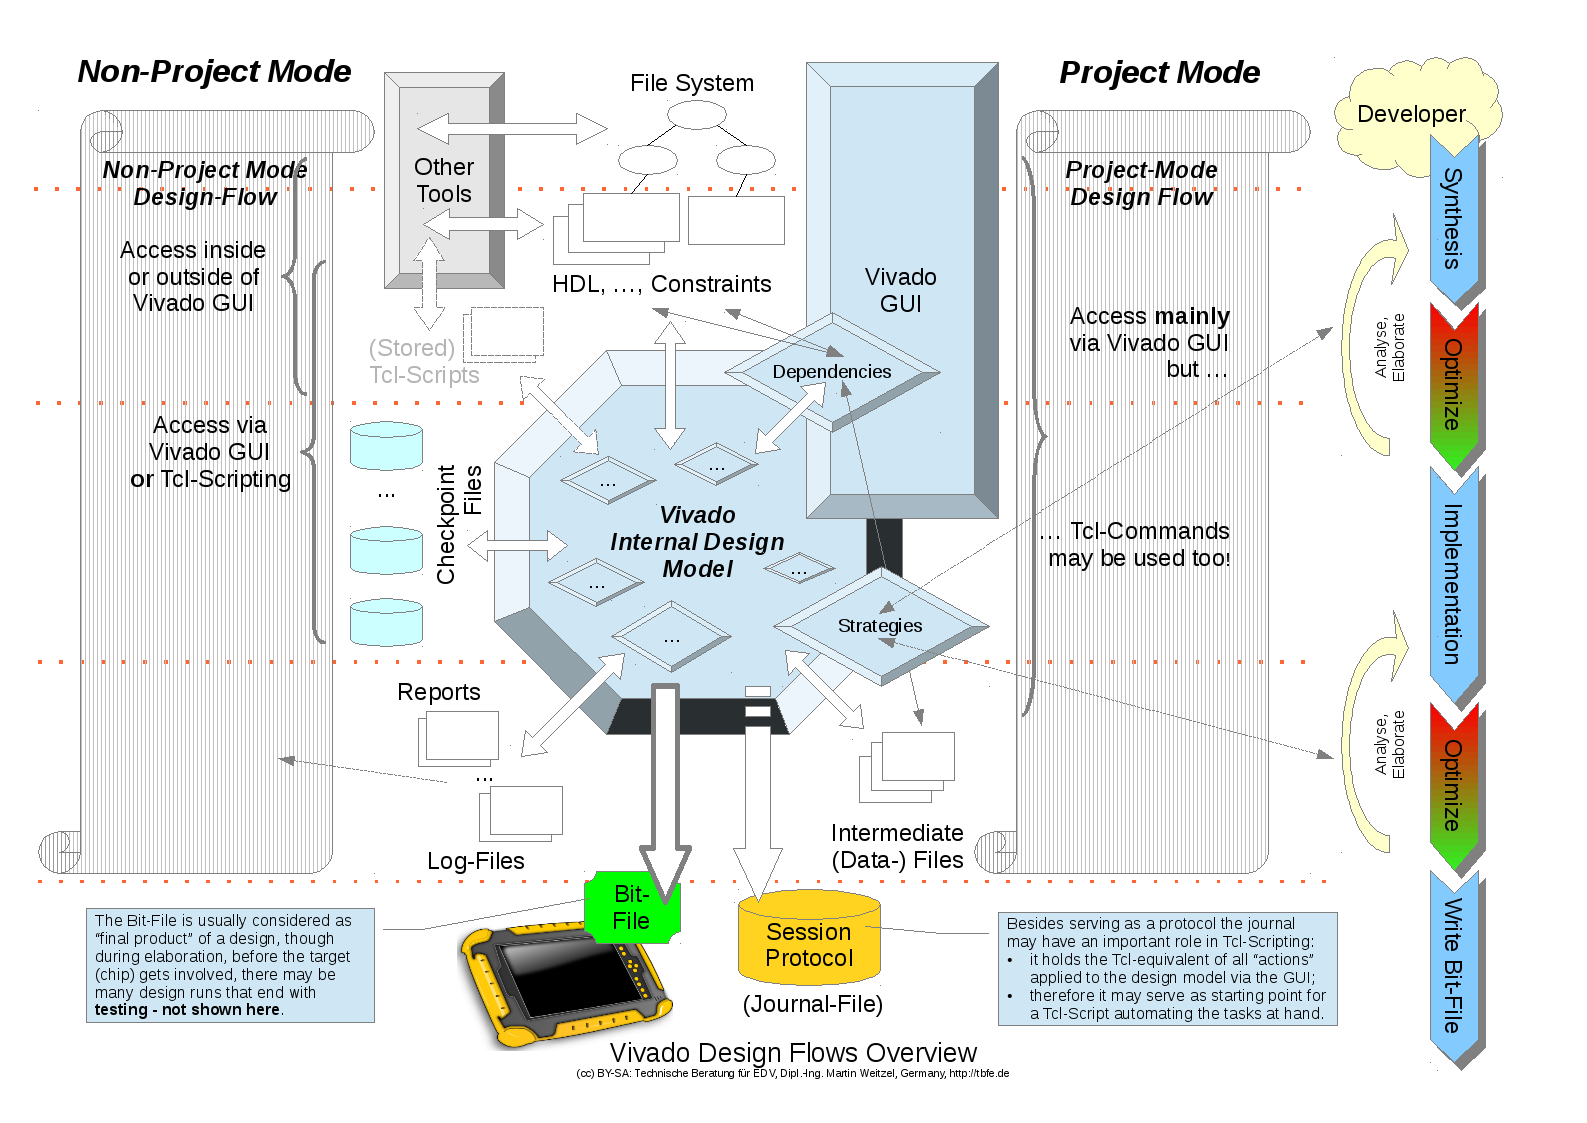 Non-Project Mode
Project Mode
File System
Developer
Non-Project Mode
Design-Flow
Access inside
or outside of
Vivado GUI
Access via
Vivado GUI
or Tcl-Scripting
Other
Tools
HDL, …, Constraints
(Stored)
Tcl-Scripts
Vivado
GUI
Dependencies
Project-Mode
Design Flow
Access mainly
via Vivado GUI
but …
… Tcl-Commands
may be used too!
…
Checkpoint
Files
…
…
Vivado
Internal Design
Model
…
…
…
Strategies
Reports
…
Log-Files
Intermediate
(Data-) Files
Synthesis
Analyse,
Elaborate
Optimize
Implementation
Analyse,
Elaborate
Optimize
Write Bit-File
Bit-
File
Session
Protocol
(Journal-File)
The Bit-File is usually considered as
“final product” of a design, though
during elaboration, before the target
(chip) gets involved, there may be
many design runs that end with
testing - not shown here.
Besides serving as a protocol the journal
may have an important role in Tcl-Scripting:
• it holds the Tcl-equivalent of all “actions”
applied to the design model via the GUI;
• therefore it may serve as starting point for
a Tcl-Script automating the tasks at hand.
Vivado Design Flows Overview
(cc) BY-SA: Technische Beratung für EDV, Dipl.-Ing. Martin Weitzel, Germany, http://tbfe.de